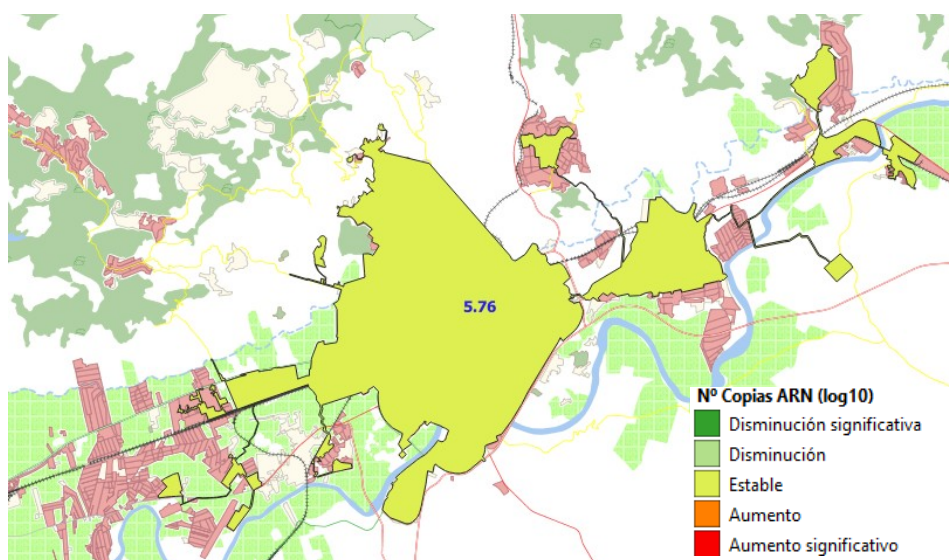 5.76
Nº Copias ARN (log10)
Disminución significativa
Disminución
Estable
Aumento
Aumento significativo